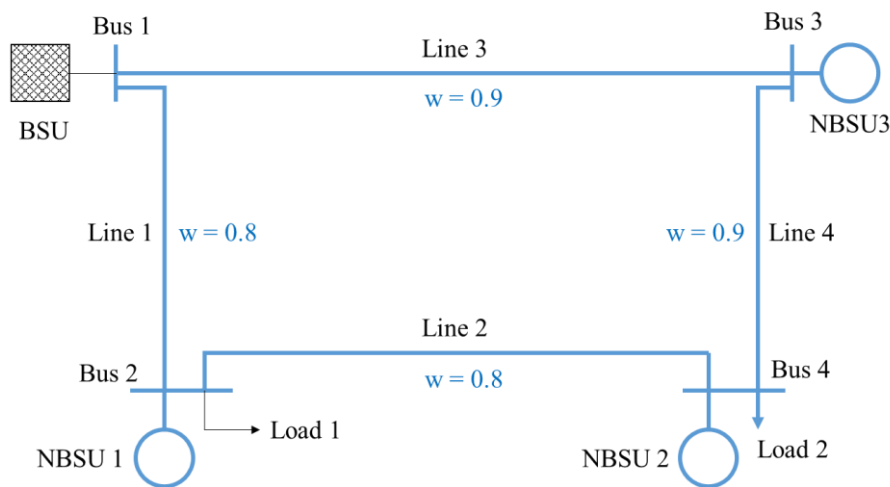 Bus 1
Bus 3
Line 3
w = 0.9
BSU
NBSU3
Line 1
w = 0.8
w = 0.9
Line 4
Line 2
Bus 2
w = 0.8
Bus 4
Load 1
NBSU 1
NBSU 2
Load 2